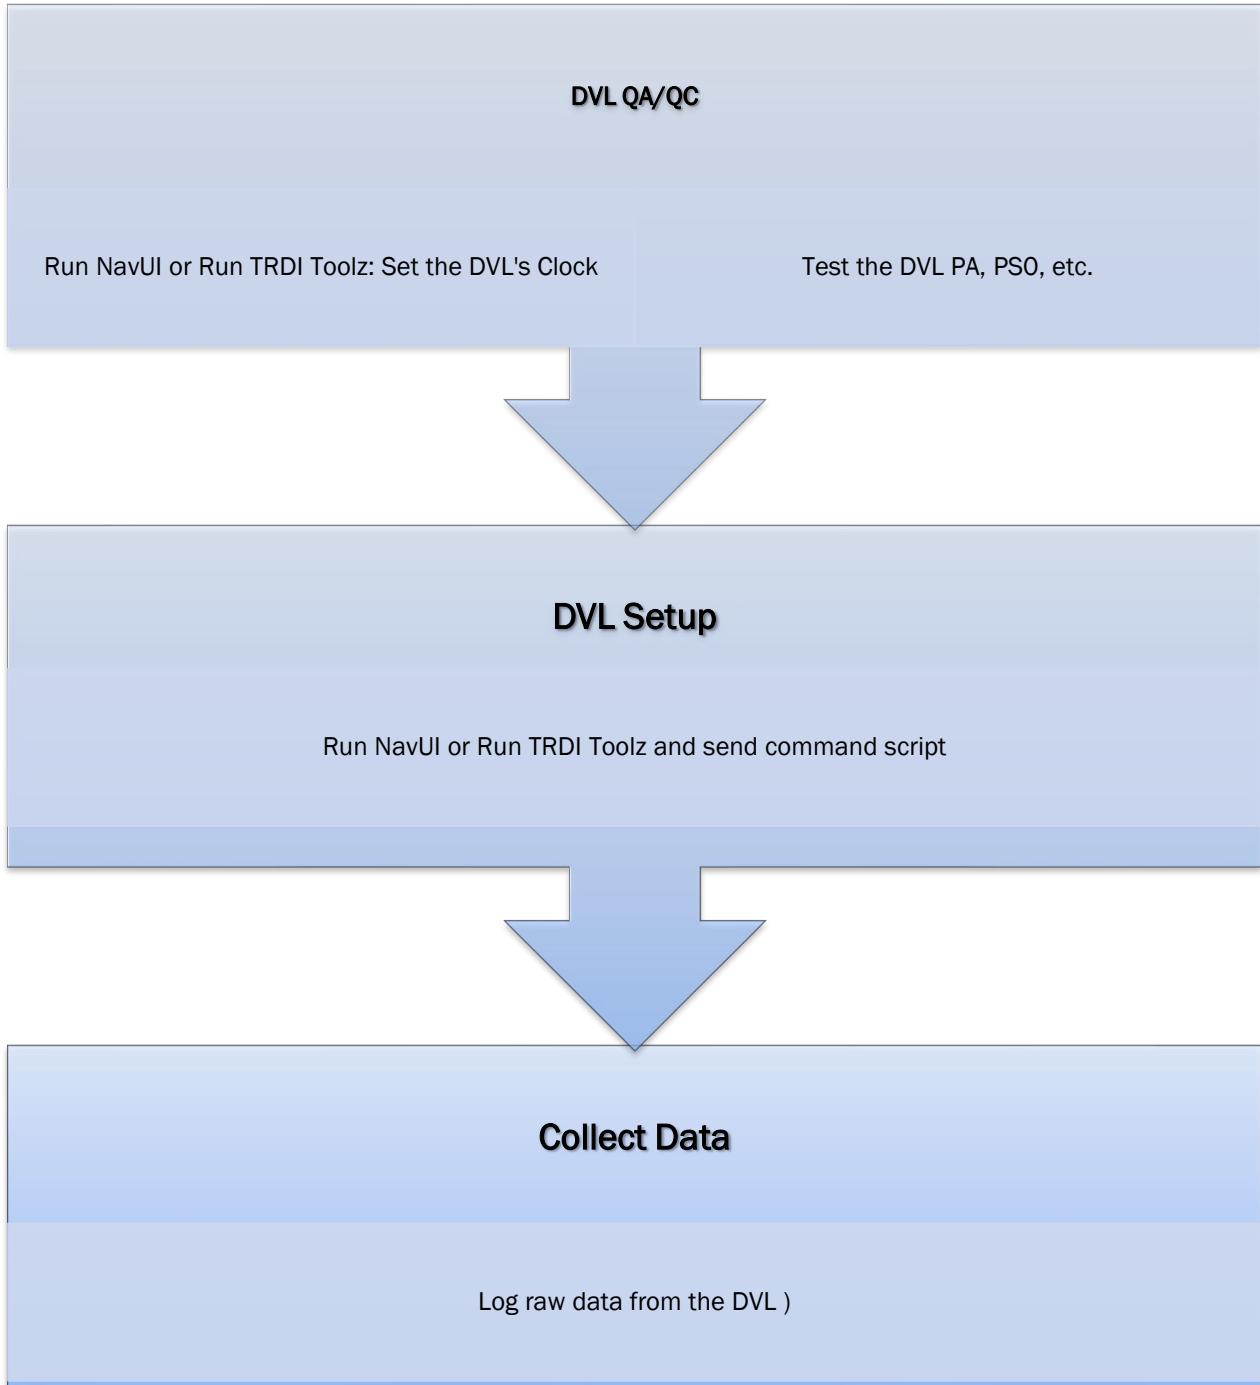 DVL QA/QC
Run NavUI or Run TRDI Toolz: Set the DVL's Clock
Test the DVL PA, PS0, etc.
DVL Setup
Run NavUI or Run TRDI Toolz and send command script
Collect Data
Log raw data from the DVL )